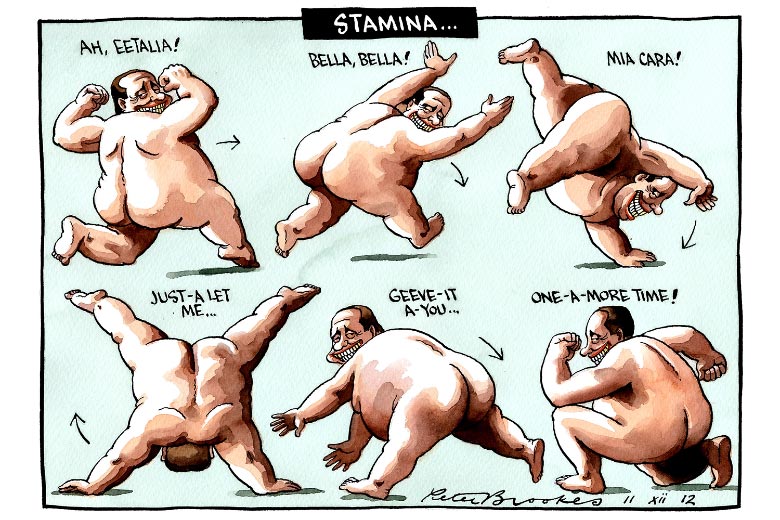 STAMINA...
AH, EETALIA!
BELLA, BELLA!
MIA CARA!
JUST-A LET
ME...
GEEVE-IT
A-YOU...
ONE-A-MORE TIME!
Peter Brookes 11 xii 12